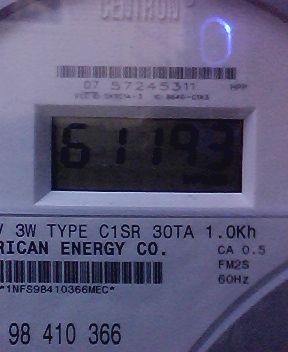 CENTRON
07 57245311 HPP
61193
V 3W TYPE C1SR 30TA 1.0Kh
RICAN ENERGY CO. CA 0.5
FM2S
60Hz
*1NFS98410366MEC*
98 410 366